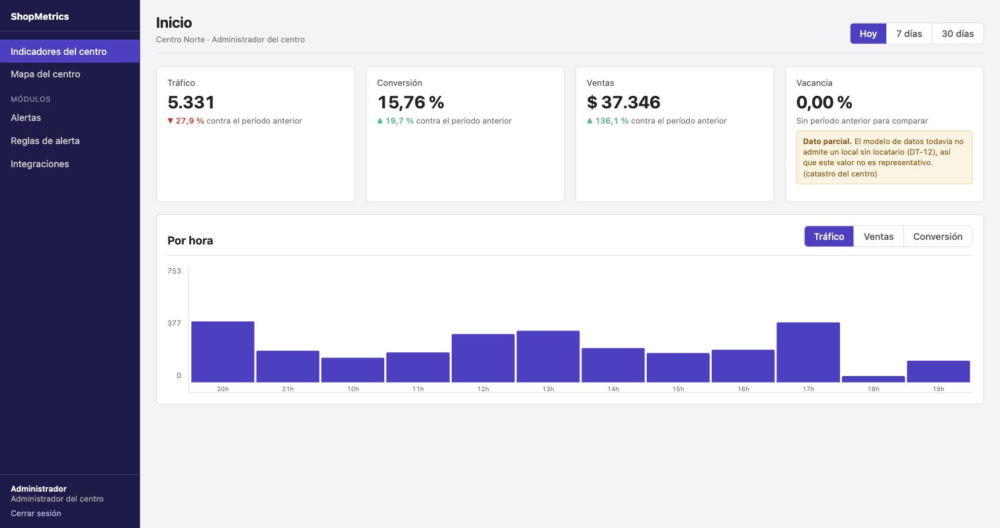 ShopMetrics
Indicadores del centro
Mapa del centro
MÓDULOS
Alertas
Reglas de alerta
Integraciones
Administrador
Administrador del centro
Cerrar sesión
Inicio
Centro Norte · Administrador del centro
Hoy
7 días
30 días
Tráfico
5.331
▼ 27,9 % contra el período anterior
Conversión
15,76 %
▲ 19,7 % contra el período anterior
Ventas
$ 37.346
▲ 136,1 % contra el período anterior
Vacancia
0,00 %
Sin período anterior para comparar
Dato parcial. El modelo de datos todavía no
admite un local sin locatario (DT-12), así
que este valor no es representativo.
(catastro del centro)
Por hora
Tráfico
Ventas
Conversión
753
377
0
20h
21h
10h
11h
12h
13h
14h
15h
16h
17h
18h
19h